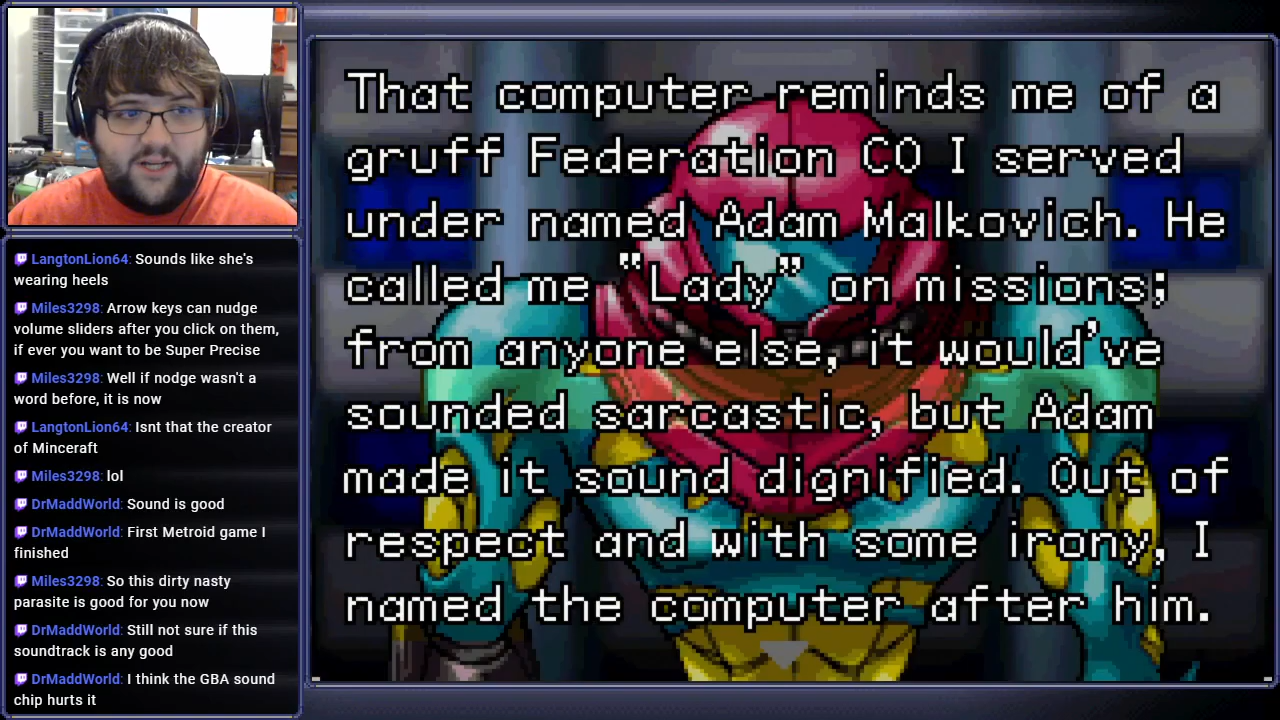 That computer reminds me of a
gruff Federation CO I served
under named Adam Malkovich. He
called me "Lady" on missions;
from anyone else, it would've
sounded sarcastic, but Adam
made it sound dignified. Out of
respect and with some irony, I
named the computer after him.
LangtonLion64: Sounds like she's
wearing heels
Miles3298: Arrow keys can nudge
volume sliders after you click on them,
if ever you want to be Super Precise
Miles3298: Well if nodge wasn't a
word before, it is now
LangtonLion64: Isnt that the creator
of Minceraft
Miles3298: lol
DrMaddWorld: Sound is good
DrMaddWorld: First Metroid game I
finished
Miles3298: So this dirty nasty
parasite is good for you now
DrMaddWorld: Still not sure if this
soundtrack is any good
DrMaddWorld: I think the GBA sound
chip hurts it